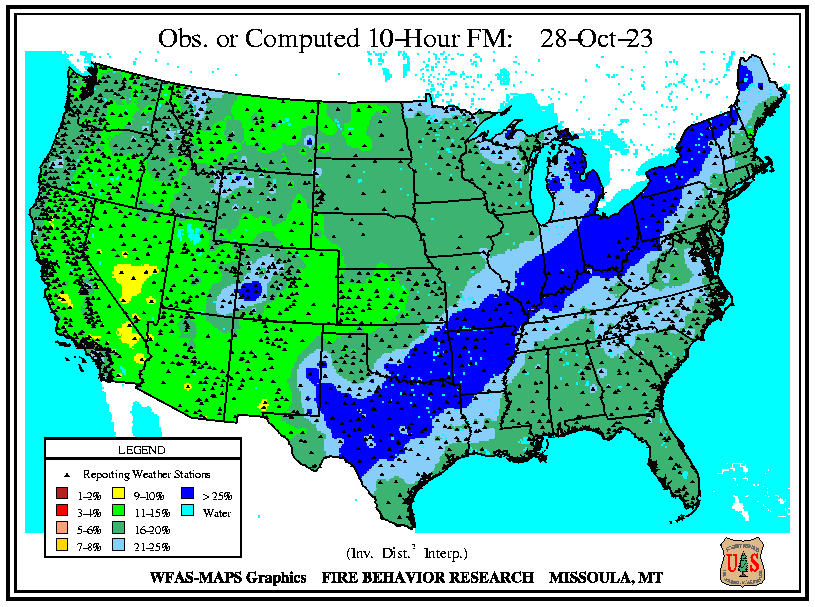 Obs. or Computed 10-Hour FM: 28-Oct-23
LEGEND
Reporting Weather Stations
1-2% 9-10% > 25%
3-4% 11-15% Water
5-6% 16-20%
7-8% 21-25%
(Inv. Dist.² Interp.)
WFAS-MAPS Graphics FIRE BEHAVIOR RESEARCH MISSOULA, MT
U S